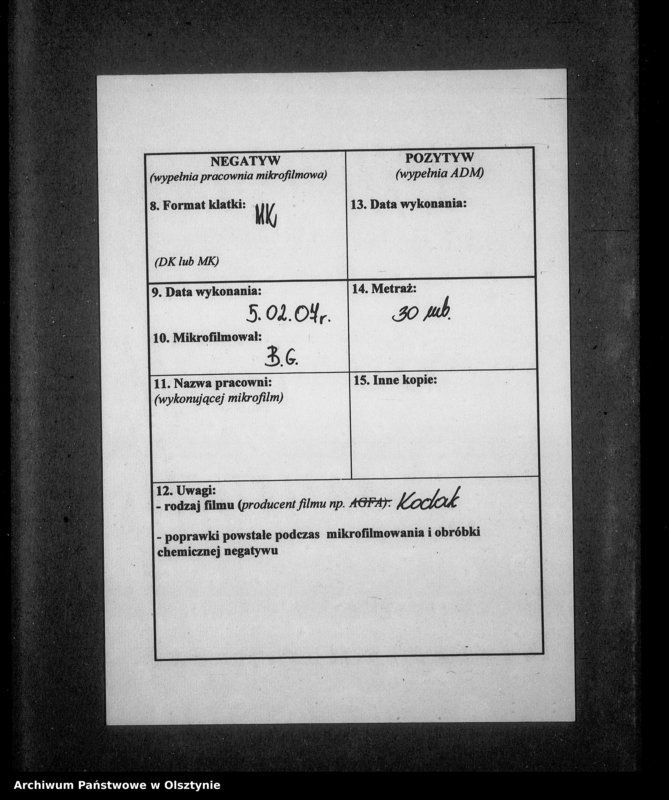 NEGATYW
(wypełnia pracownia mikrofilmowa)
8. Format klatki: MK
(DK lub MK)
POZYTYW
(wypełnia ADM)
13. Data wykonania:
9. Data wykonania:
5.02.04r.
10. Mikrofilmował:
B.G.
14. Metraż:
30 mb.
11. Nazwa pracowni:
(wykonującej mikrofilm)
15. Inne kopie:
12. Uwagi:
- rodzaj filmu (producent filmu np. AGFA): Kodak
- poprawki powstałe podczas mikrofilmowania i obróbki
chemicznej negatywu
Archiwum Państwowe w Olsztynie